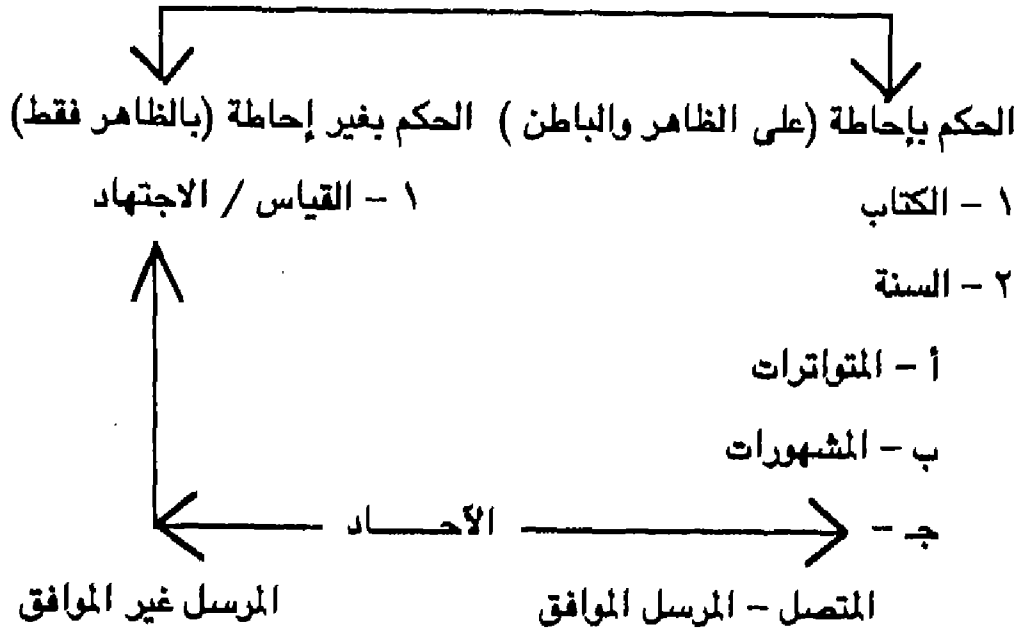 الحكم بإحاطة (على الظاهر والباطن ) الحكم بغير إحاطة (بالظاهر فقط)
١ – الكتاب ١ – القياس / الاجتهاد
٢ – السنة
أ – المتواترات
ب – المشهورات
جـ – الآحـــــاد
المتصل – المرسل الموافق المرسل غير الموافق